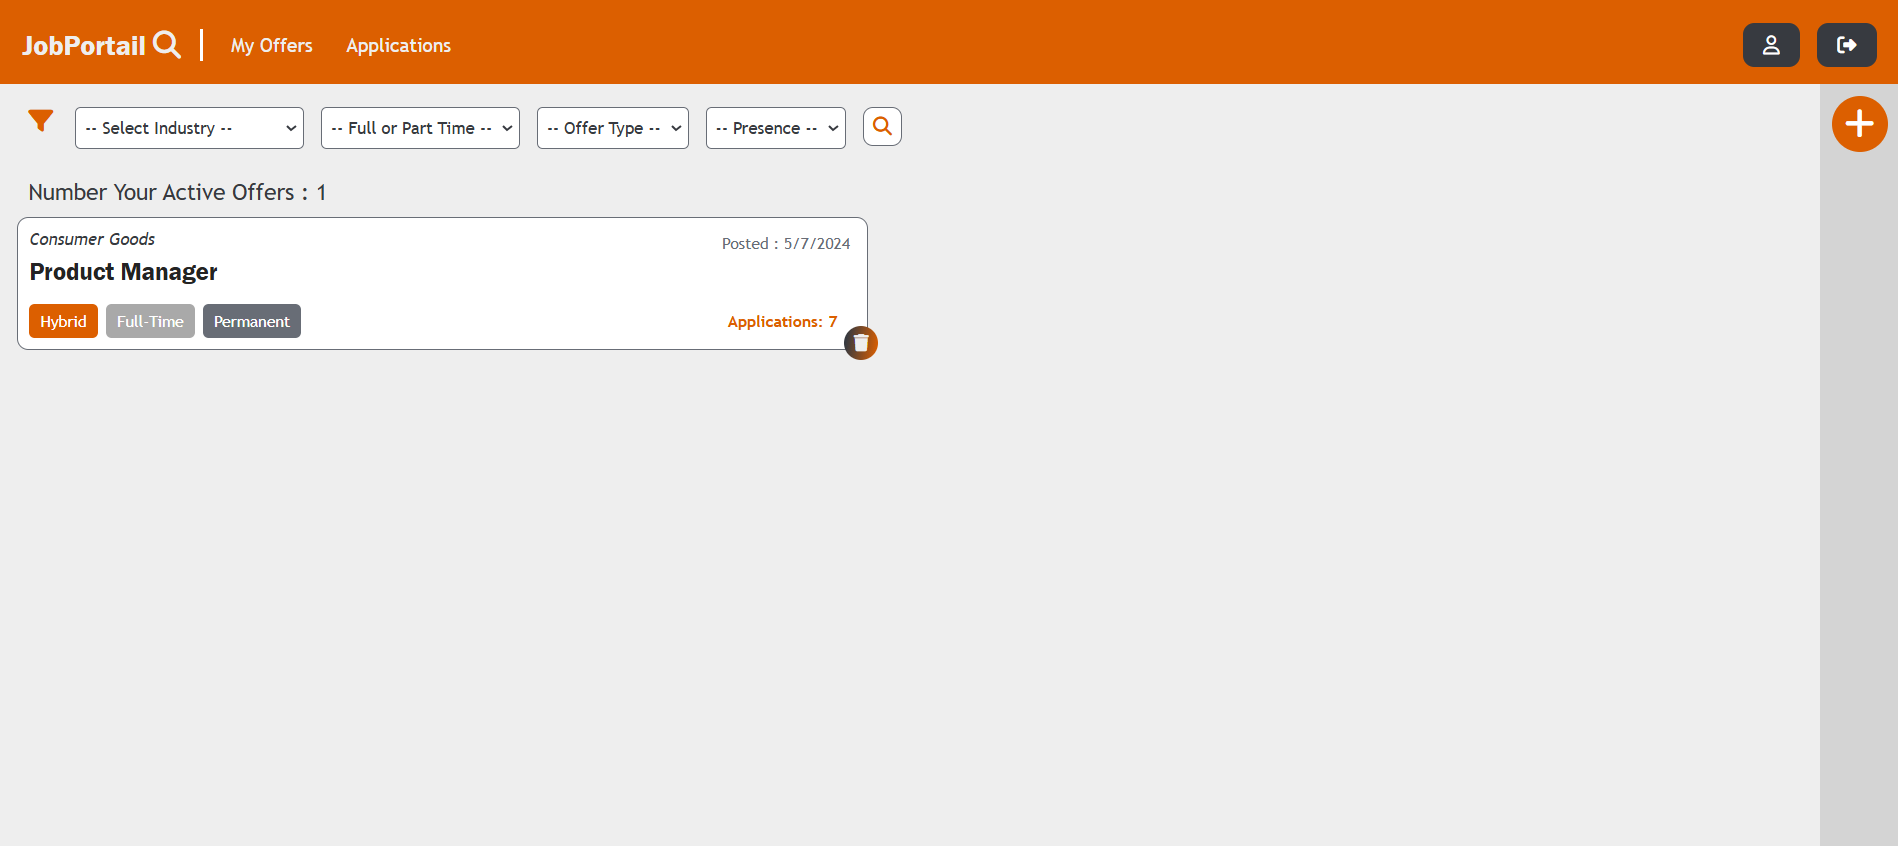 JobPortail
My Offers
Applications
-- Select Industry --
-- Full or Part Time --
-- Offer Type --
-- Presence --
Number Your Active Offers : 1
Consumer Goods
Posted : 5/7/2024
Product Manager
Hybrid
Full-Time
Permanent
Applications: 7